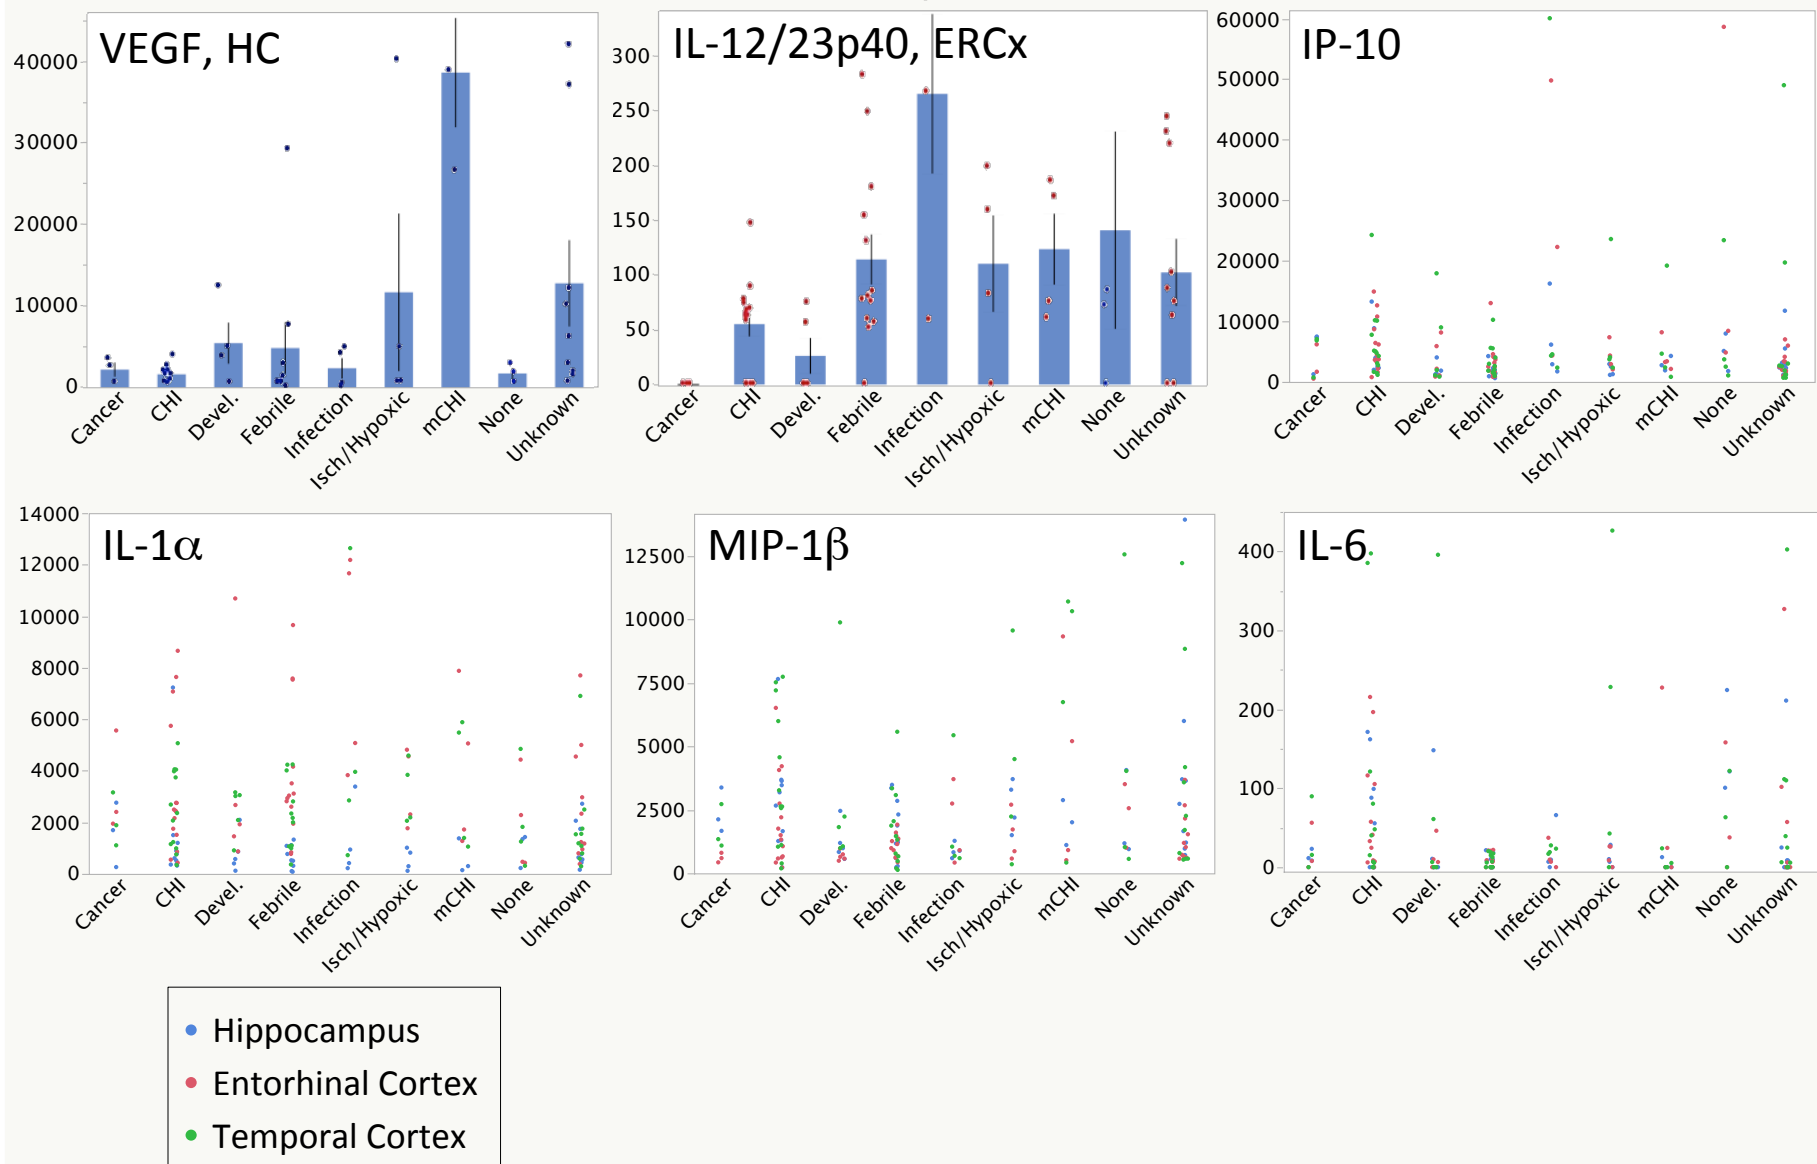 VEGF, HC
40000
30000
20000
10000
0
Cancer
CHI
Devel.
Febrile
Infection
Isch/Hypoxic
mCHI
None
Unknown
IL-12/23p40, ERCx
300
250
200
150
100
50
0
Cancer
CHI
Devel.
Febrile
Infection
Isch/Hypoxic
mCHI
None
Unknown
IP-10
60000
50000
40000
30000
20000
10000
0
Cancer
CHI
Devel.
Febrile
Infection
Isch/Hypoxic
mCHI
None
Unknown
IL-1α
14000
12000
10000
8000
6000
4000
2000
0
Cancer
CHI
Devel.
Febrile
Infection
Isch/Hypoxic
mCHI
None
Unknown
MIP-1β
12500
10000
7500
5000
2500
0
Cancer
CHI
Devel.
Febrile
Infection
Isch/Hypoxic
mCHI
None
Unknown
IL-6
400
300
200
100
0
Cancer
CHI
Devel.
Febrile
Infection
Isch/Hypoxic
mCHI
None
Unknown
Hippocampus
Entorhinal Cortex
Temporal Cortex